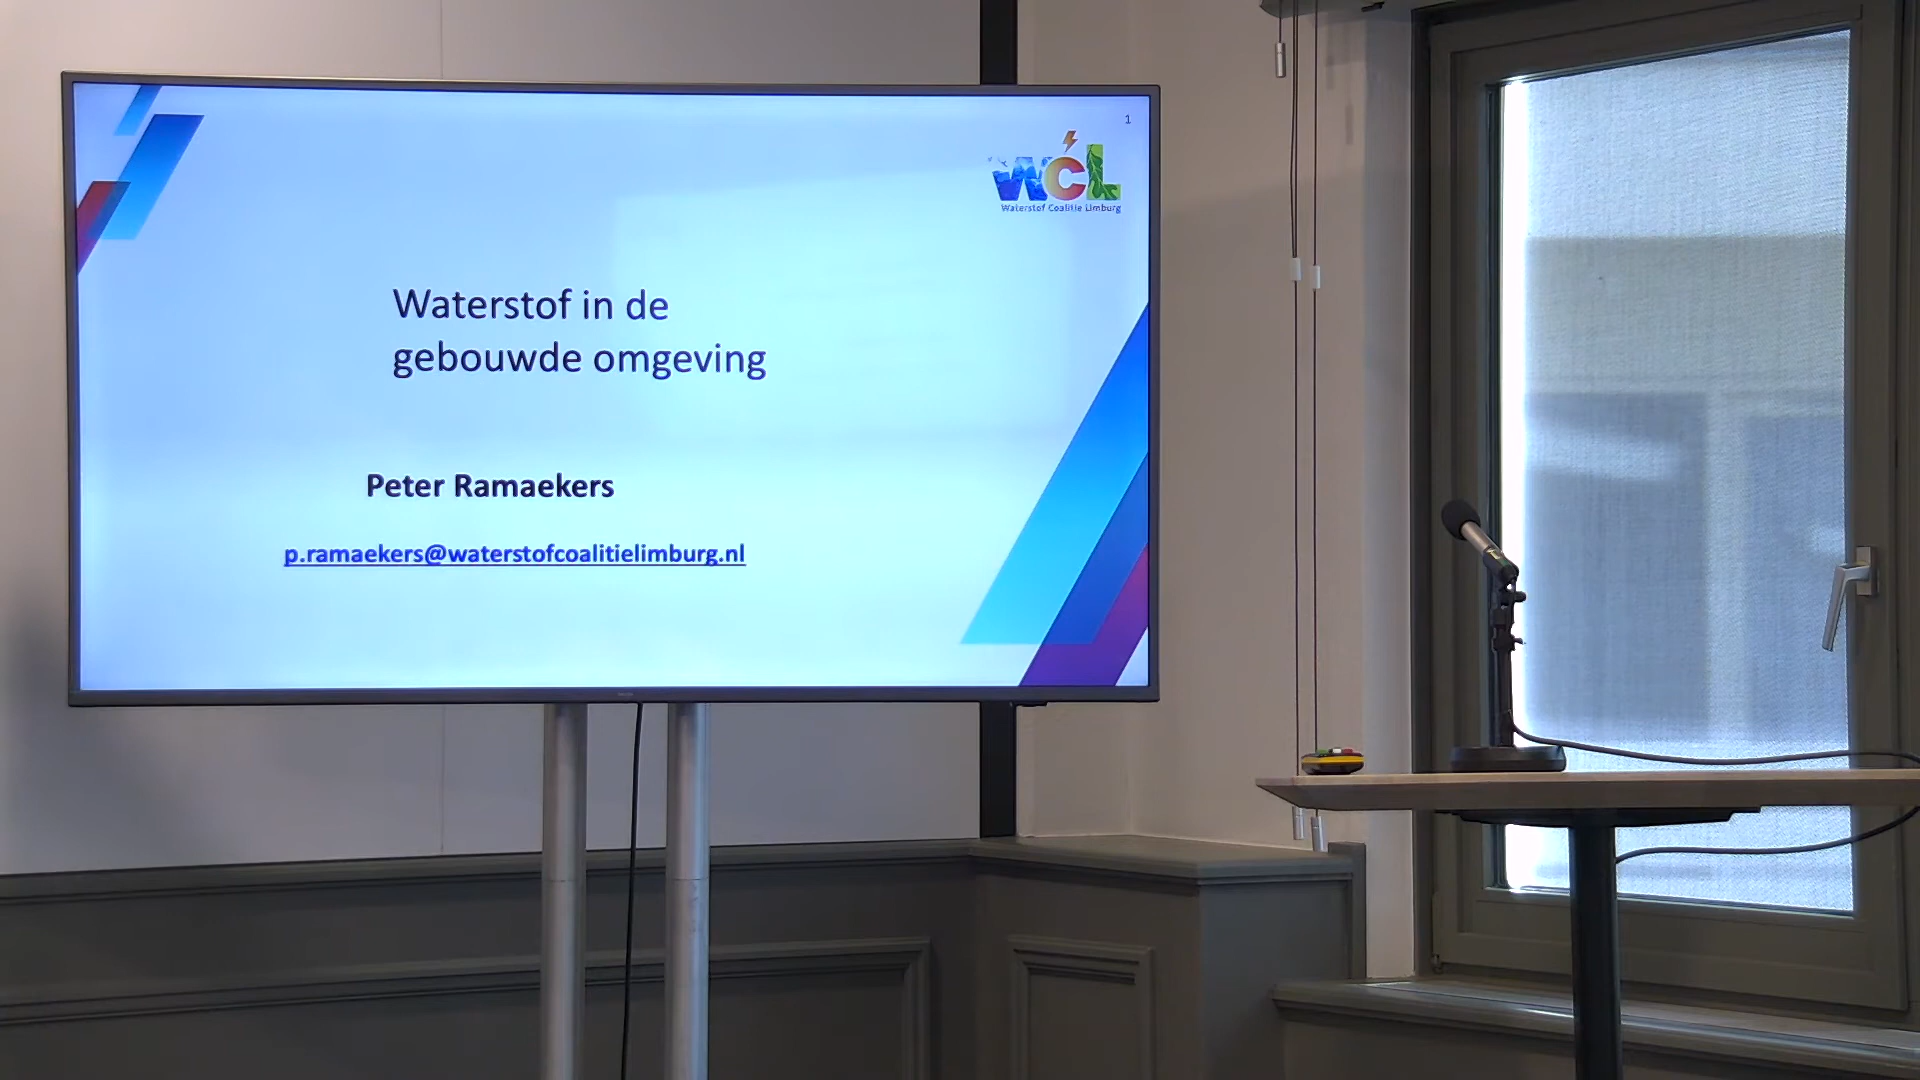 1
WCL
Waterstof Coalitie Limburg
Waterstof in de
gebouwde omgeving
Peter Ramaekers
p.ramaekers@waterstofcoalitielimburg.nl